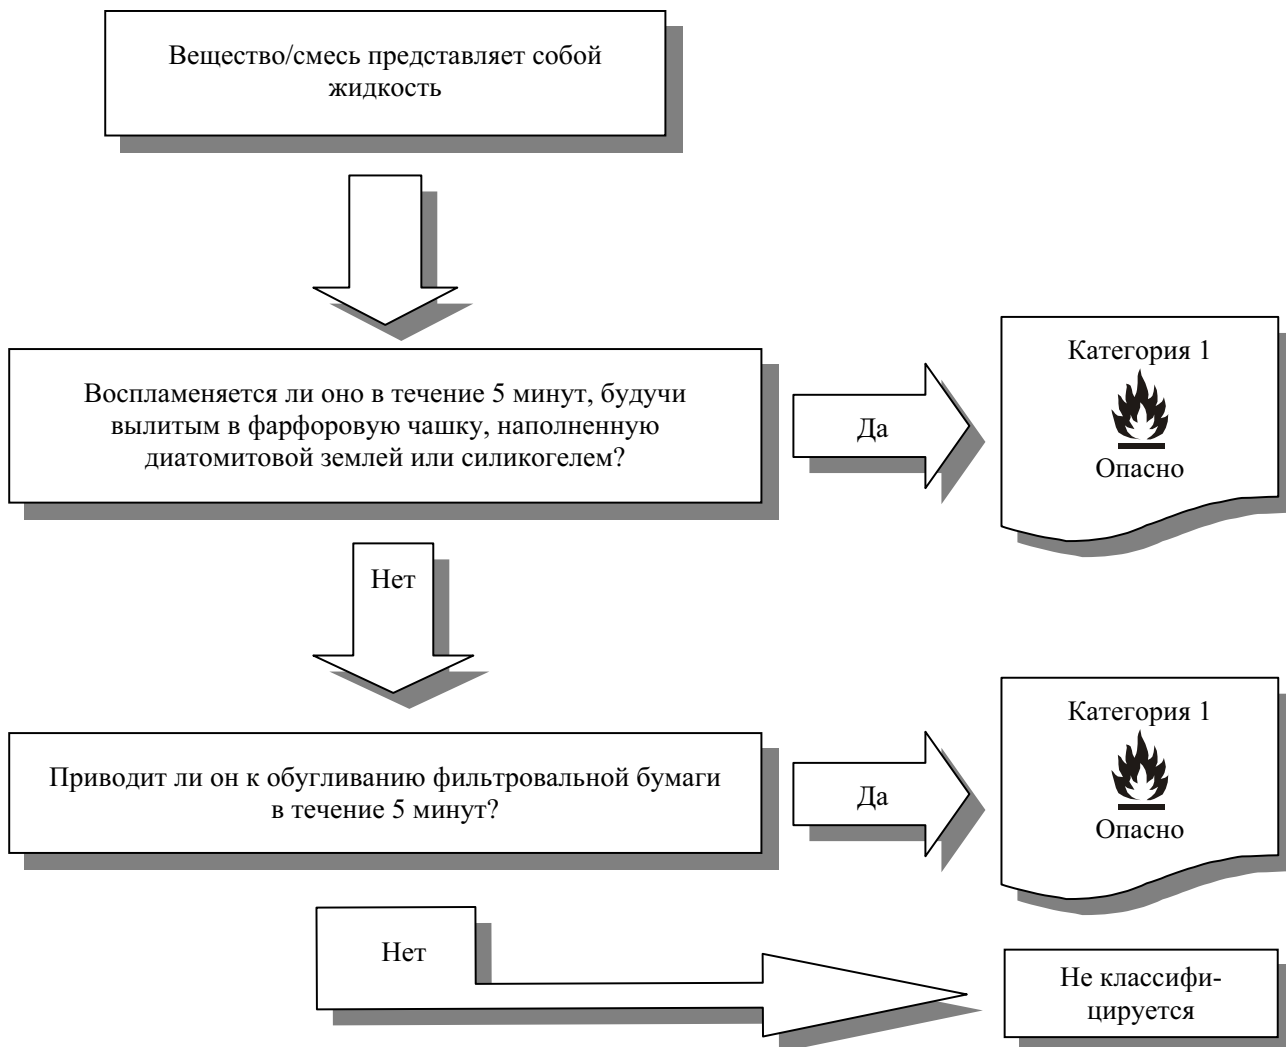 Вещество/смесь представляет собой
жидкость
Воспламеняется ли оно в течение 5 минут, будучи
вылитым в фарфоровую чашку, наполненную
диатомитовой землей или силикогелем?
Да
Категория 1
Опасно
Нет
Приводит ли он к обугливанию фильтровальной бумаги
в течение 5 минут?
Да
Категория 1
Опасно
Нет
Не классифи-
цируется